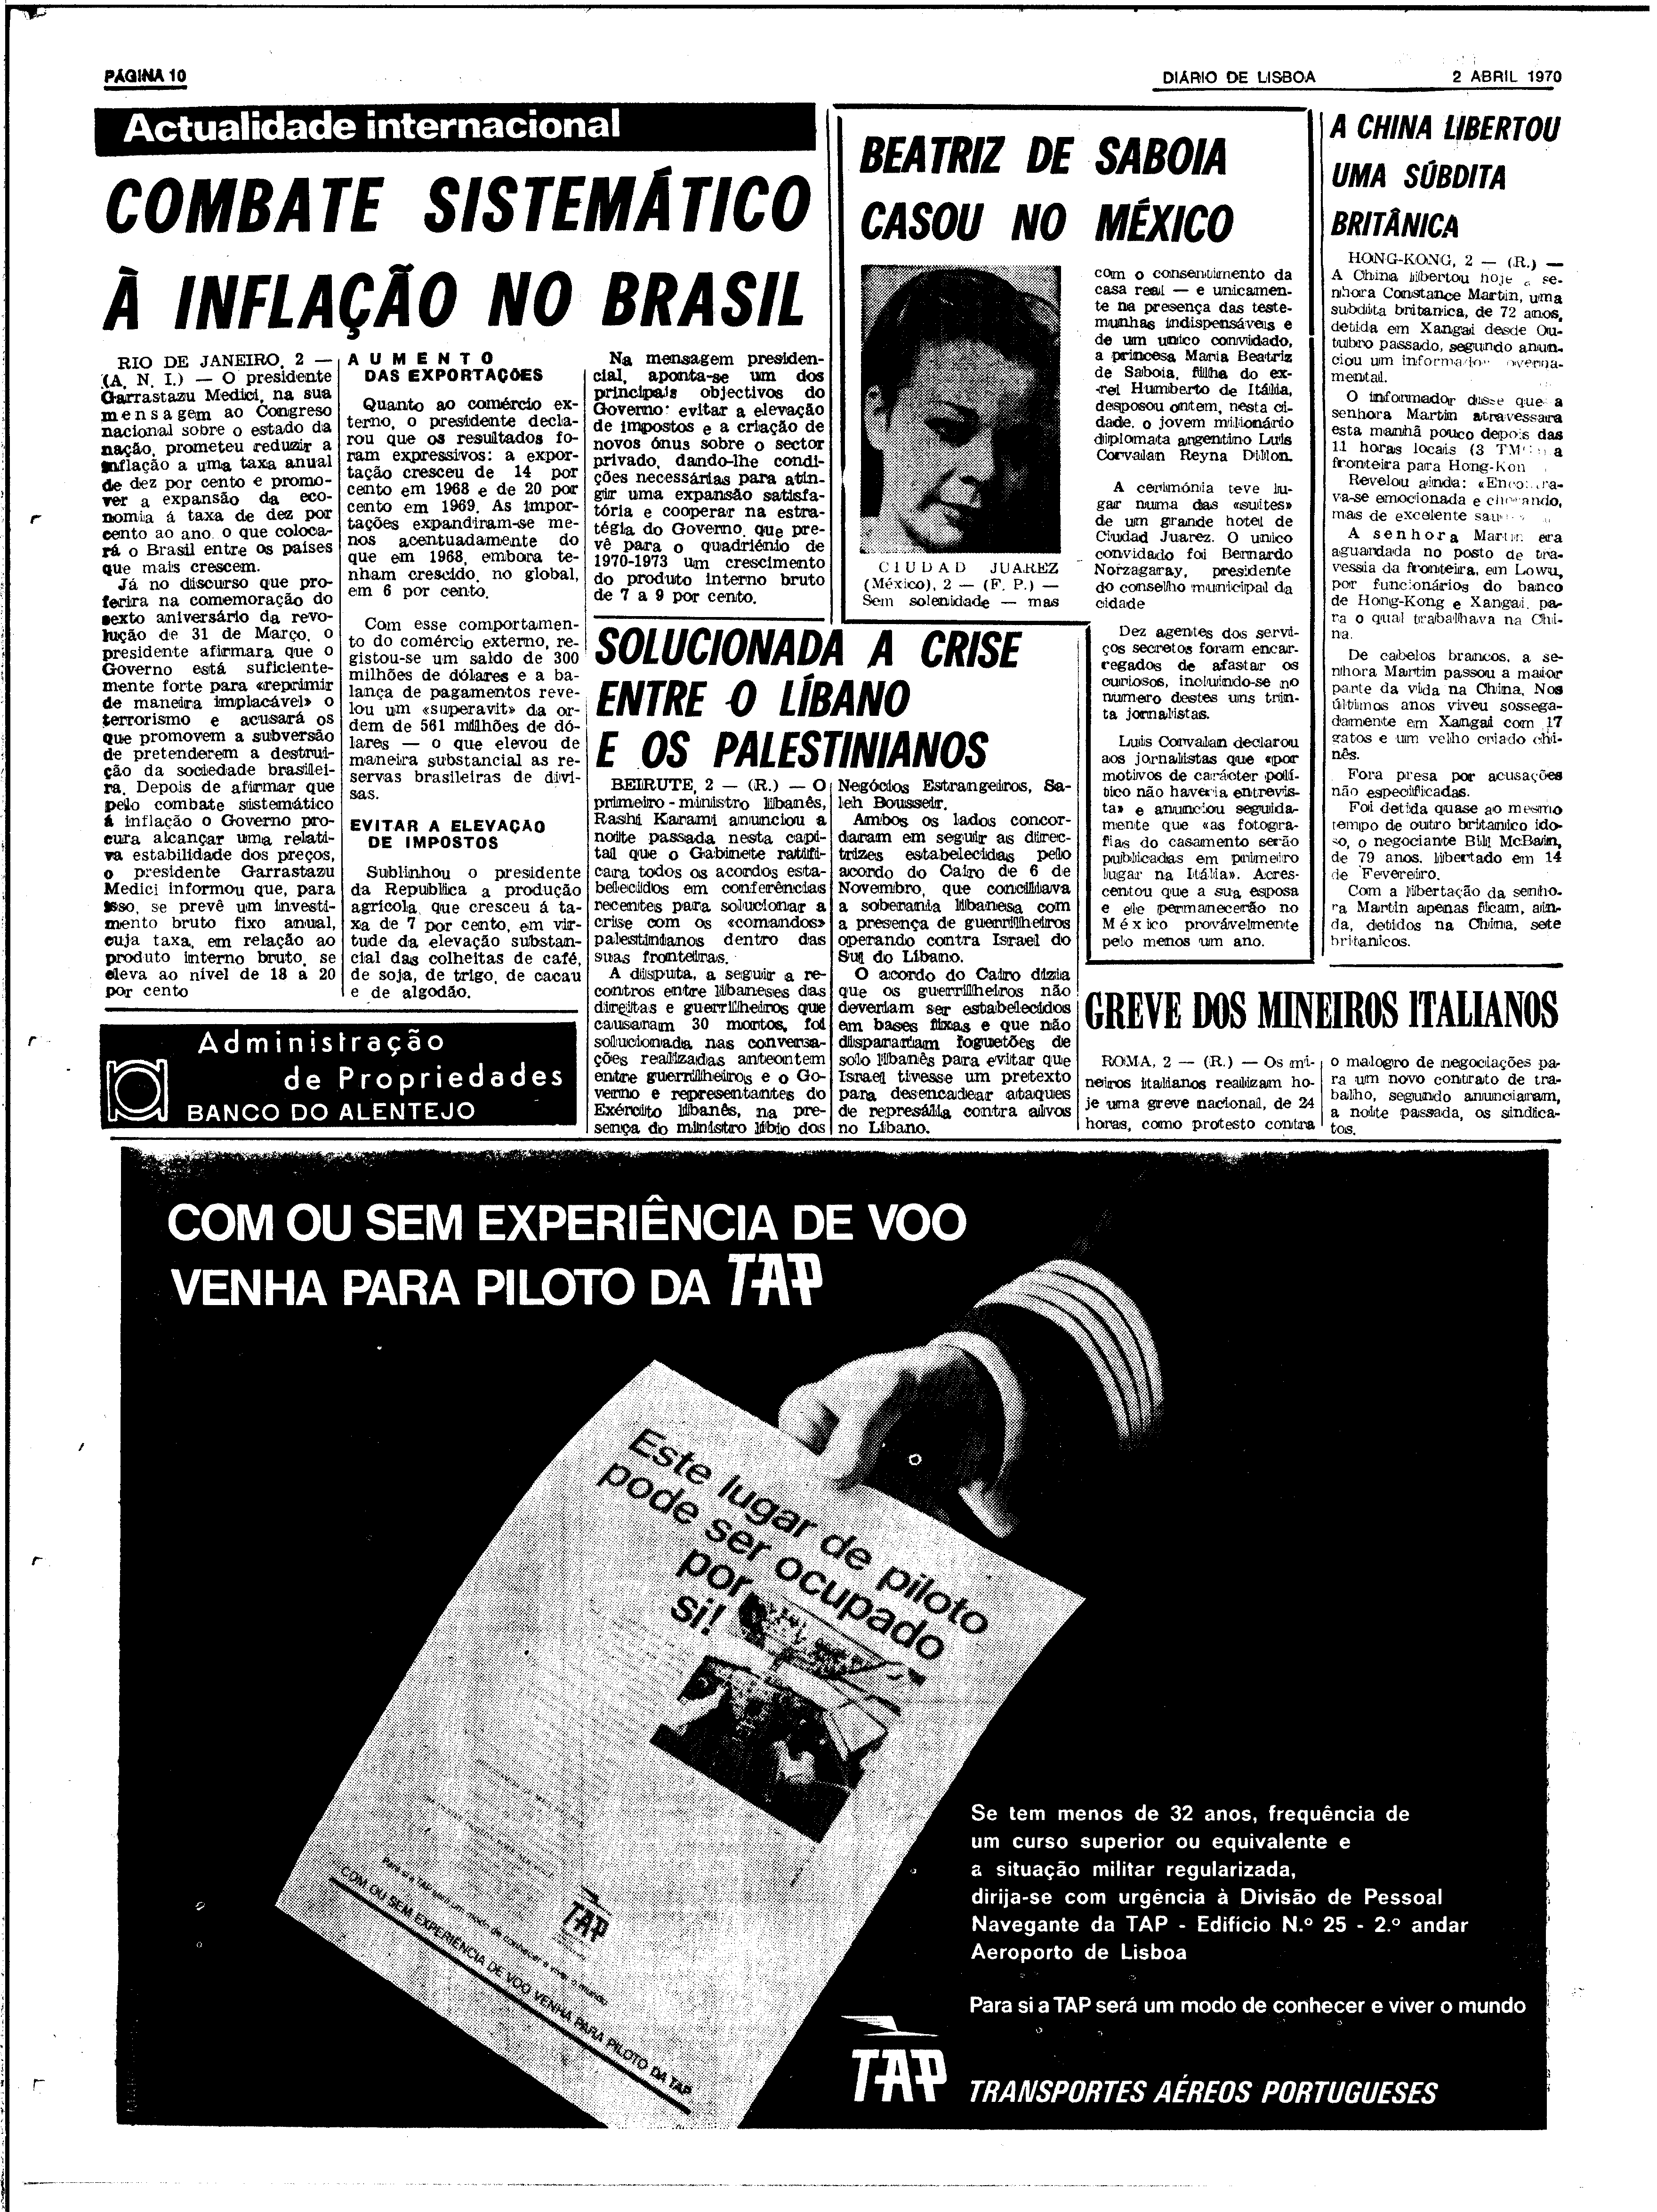 PÁGINA 10
DIÁRIO DE LISBOA
2 ABRIL 1970
Actualidade internacional
COMBATE SISTEMÁTICO
À INFLAÇÃO NO BRASIL
RIO DE JANEIRO, 2 —
(A. N. I.) — O presidente
Garrastazu Medici, na sua
mensagem ao Congreso
nacional sobre o estado da
nação, prometeu reduzir a
inflação a uma taxa anual
de dez por cento e promo-
ver a expansão da eco-
nomia á taxa de dez por
cento ao ano, o que coloca-
rá o Brasil entre os países
que mais crescem.
Já no discurso que pro-
ferira na comemoração do
sexto aniversário da revo-
lução de 31 de Março, o
presidente afirmara que o
Governo está suficiente-
mente forte para «reprimir
de maneira implacável» o
terrorismo e acusará os
que promovem a subversão
de pretenderem a destrui-
ção da sociedade brasilei-
ra. Depois de afirmar que
pelo combate sistemático
á inflação o Governo pro-
cura alcançar uma relati-
va estabilidade dos preços,
o presidente Garrastazu
Medici informou que, para
isso, se prevê um investi-
mento bruto fixo anual,
cuja taxa, em relação ao
produto interno bruto, se
eleva ao nível de 18 a 20
por cento
AUMENTO
DAS EXPORTAÇÕES
Quanto ao comércio ex-
terno, o presidente decla-
rou que os resultados fo-
ram expressivos: a expor-
tação cresceu de 14 por
cento em 1968 e de 20 por
cento em 1969. As impor-
tações expandiram-se me-
nos acentuadamente do
que em 1968, embora te-
nham crescido, no global,
em 6 por cento.
Com esse comportamen-
to do comércio externo, re-
gistou-se um saldo de 300
milhões de dólares e a ba-
lança de pagamentos reve-
lou um «superavit» da or-
dem de 561 milhões de dó-
lares — o que elevou de
maneira substancial as re-
servas brasileiras de divi-
sas.
EVITAR A ELEVAÇÃO
DE IMPOSTOS
Sublinhou o presidente
da Republica a produção
agrícola, que cresceu á ta-
xa de 7 por cento, em vir-
tude da elevação substan-
cial das colheitas de café,
de soja, de trigo, de cacau
e de algodão.
Na mensagem presiden-
cial, aponta-se um dos
principais objectivos do
Governo: evitar a elevação
de impostos e a criação de
novos ónus sobre o sector
privado, dando-lhe condi-
ções necessárias para atin-
gir uma expansão satisfa-
tória e cooperar na estra-
tégia do Governo, que pre-
vê para o quadriénio de
1970-1973 um crescimento
do produto interno bruto
de 7 a 9 por cento.
Administração
de Propriedades
BANCO DO ALENTEJO
SOLUCIONADA A CRISE
ENTRE O LÍBANO
E OS PALESTINIANOS
BEIRUTE, 2 — (R.) — O
primeiro-ministro libanês,
Rashi Karami anunciou a
noite passada nesta capi-
tal que o Gabinete ratifi-
cara todos os acordos esta-
belecidos em conferências
recentes para solucionar a
crise com os «comandos»
palestinianos dentro das
suas fronteiras.
A disputa, a seguir a re-
contros entre libaneses das
direitas e guerrilheiros que
causaram 30 mortos, foi
solucionada nas conversa-
ções realizadas anteontem
entre guerrilheiros e o Go-
verno e representantes do
Exército libanês, na pre-
sença do ministro líbio dos
Negócios Estrangeiros, Sa-
leh Bousseir.
Ambos os lados concor-
daram em seguir as direc-
trizes estabelecidas pelo
acordo do Cairo de 6 de
Novembro, que conciliava
a soberania libanesa com
a presença de guerrilheiros
operando contra Israel do
Sul do Líbano.
O acordo do Cairo dizia
que os guerrilheiros não
deveriam ser estabelecidos
em bases fixas e que não
disparariam foguetões de
solo libanês para evitar que
Israel tivesse um pretexto
para desencadear ataques
de represália contra alvos
no Líbano.
BEATRIZ DE SABOIA
CASOU NO MÉXICO
CIUDAD JUAREZ
(México), 2 — (F. P.) —
Sem solenidade — mas
com o consentimento da
casa real — e unicamen-
te na presença das teste-
munhas indispensáveis e
de um unico convidado,
a princesa Maria Beatriz
de Saboia, filha do ex-
-rei Humberto de Itália,
desposou ontem, nesta ci-
dade, o jovem milionário
diplomata argentino Luis
Corvalan Reyna Dillon.
A cerimónia teve lu-
gar numa das «suites»
de um grande hotel de
Ciudad Juarez. O unico
convidado foi Bernardo
Norzagaray, presidente
do conselho municipal da
cidade
Dez agentes dos servi-
ços secretos foram encar-
regados de afastar os
curiosos, incluindo-se no
numero destes uns trin-
ta jornalistas.
Luis Corvalan declarou
aos jornalistas que «por
motivos de carácter polí-
tico não haveria entrevis-
ta» e anunciou seguida-
mente que «as fotogra-
fias do casamento serão
publicadas em primeiro
lugar na Itália». Acres-
centou que a sua esposa
e ele permanecerão no
México provàvelmente
pelo menos um ano.
A CHINA LIBERTOU
UMA SÚBDITA
BRITÂNICA
HONG-KONG, 2 — (R.) —
A China libertou hoje a se-
nhora Constance Martin, uma
subdita britanica, de 72 anos,
detida em Xangai desde Ou-
tubro passado, segundo anun-
ciou um informador
mental.
O informador disse que a
senhora Martin atravessara
esta manhã pouco depois das
11 horas locais (3 a
fronteira para Hong-Kon
Revelou ainda:
va-se emocionada e chorando,
mas de excelente
A senhora Martin era
aguardada no posto de tra-
vessia da fronteira, em Lowu,
por funcionários do banco
de Hong-Kong e Xangai, pa-
ra o qual trabalhava na Chi-
na.
De cabelos brancos, a se-
nhora Martin passou a maior
parte da vida na China. Nos
últimos anos viveu sossega-
damente em Xangai com 17
gatos e um velho criado chi-
nês.
Fora presa por acusações
não especificadas.
Foi detida quase ao mesmo
tempo de outro britanico ido-
so, o negociante Bill McBain,
de 79 anos, libertado em 14
de Fevereiro.
Com a libertação da senho-
ra Martin apenas ficam, ain-
da, detidos na China, sete
britanicos.
GREVE DOS MINEIROS ITALIANOS
ROMA, 2 — (R.) — Os mi-
neiros italianos realizam ho-
je uma greve nacional, de 24
horas, como protesto contra
o malogro de negociações pa-
ra um novo contrato de tra-
balho, segundo anunciaram,
a noite passada, os sindica-
tos.
COM OU SEM EXPERIÊNCIA DE VOO
VENHA PARA PILOTO DA TAP
Este lugar de piloto
pode ser ocupado
por
si!
TAP
Para si a TAP será um modo de conhecer e viver o mundo
COM OU SEM EXPERIÊNCIA DE VOO VENHA PARA PILOTO DA TAP
Se tem menos de 32 anos, frequência de
um curso superior ou equivalente e
a situação militar regularizada,
dirija-se com urgência à Divisão de Pessoal
Navegante da TAP - Edifício N.º 25 - 2.º andar
Aeroporto de Lisboa
Para si a TAP será um modo de conhecer e viver o mundo
TAP TRANSPORTES AÉREOS PORTUGUESES